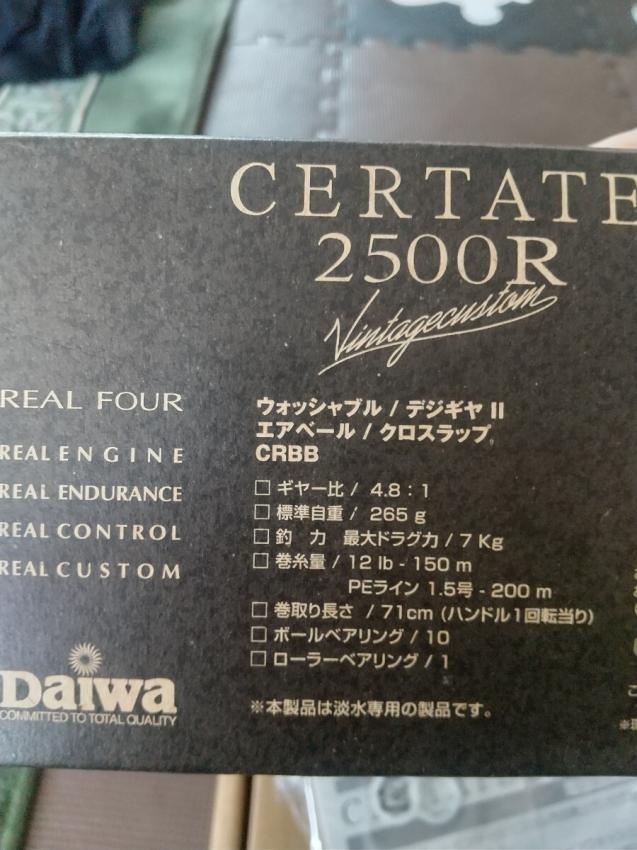 CERTATE
2500R
Vintagecustom
REAL FOUR
REAL ENGINE
REAL ENDURANCE
REAL CONTROL
REAL CUSTOM
ウォッシャブル / デジギヤ II
エアベール / クロスラップ
CRBB
□ ギヤー比 / 4.8 : 1
□ 標準自重 / 265 g
□ 釣 力 最大ドラグ力 / 7 Kg
□ 巻糸量 / 12 lb - 150 m
PEライン 1.5号 - 200 m
□ 巻取り長さ / 71cm (ハンドル1回転当り)
□ ボールベアリング / 10
□ ローラーベアリング / 1
※本製品は淡水専用の製品です。
Daiwa
COMMITTED TO TOTAL QUALITY